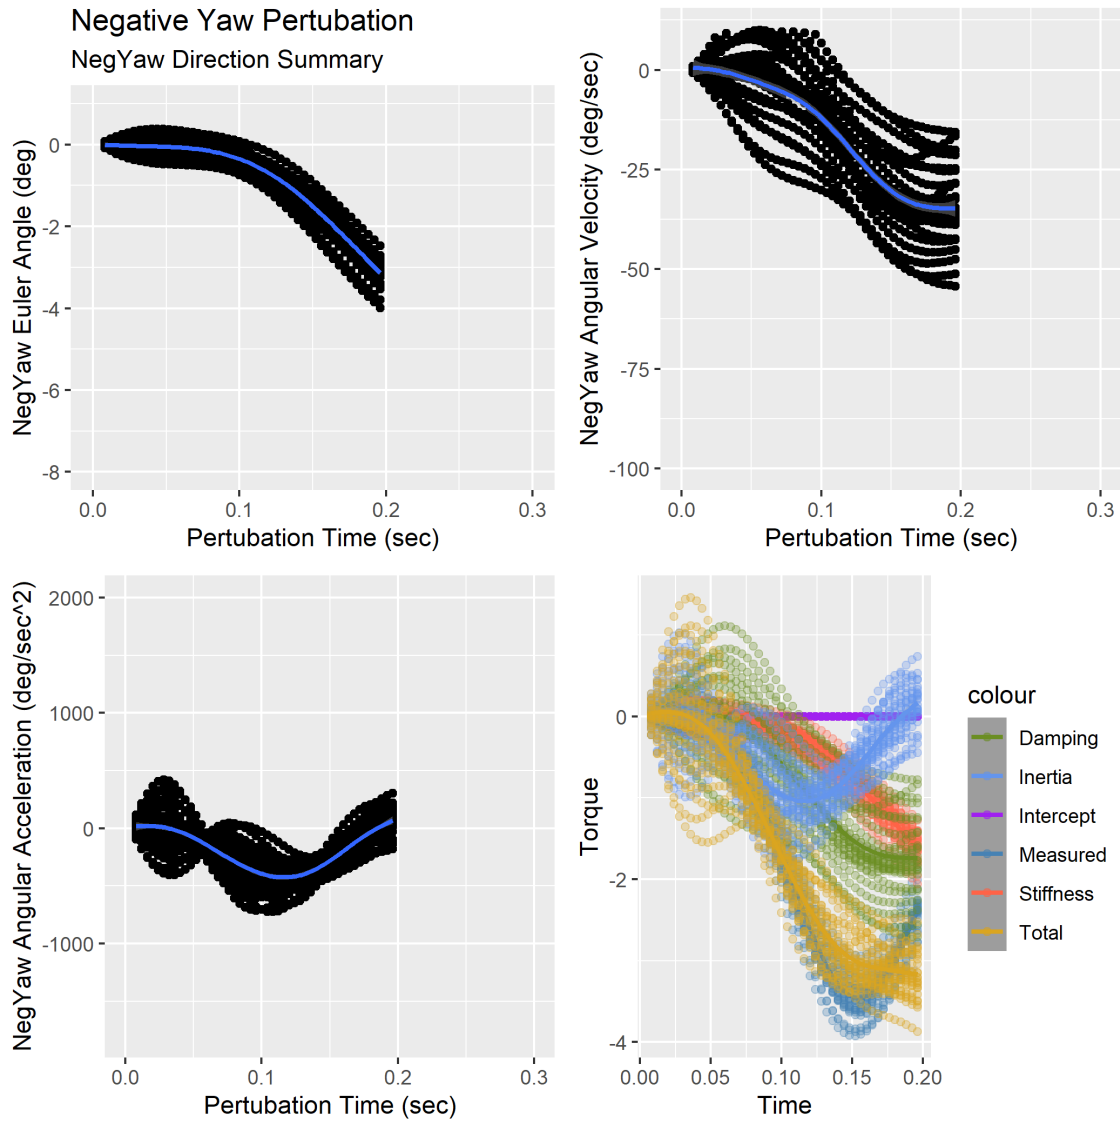 Negative Yaw Pertubation
NegYaw Direction Summary
NegYaw Euler Angle (deg)
0
-2
-4
-6
-8
0.0 0.1 0.2 0.3
Pertubation Time (sec)
NegYaw Angular Velocity (deg/sec)
0
-25
-50
-75
-100
0.0 0.1 0.2 0.3
Pertubation Time (sec)
NegYaw Angular Acceleration (deg/sec^2)
2000
1000
0
-1000
0.0 0.1 0.2 0.3
Pertubation Time (sec)
Torque
0
-2
-4
0.00 0.05 0.10 0.15 0.20
Time
colour
Damping
Inertia
Intercept
Measured
Stiffness
Total